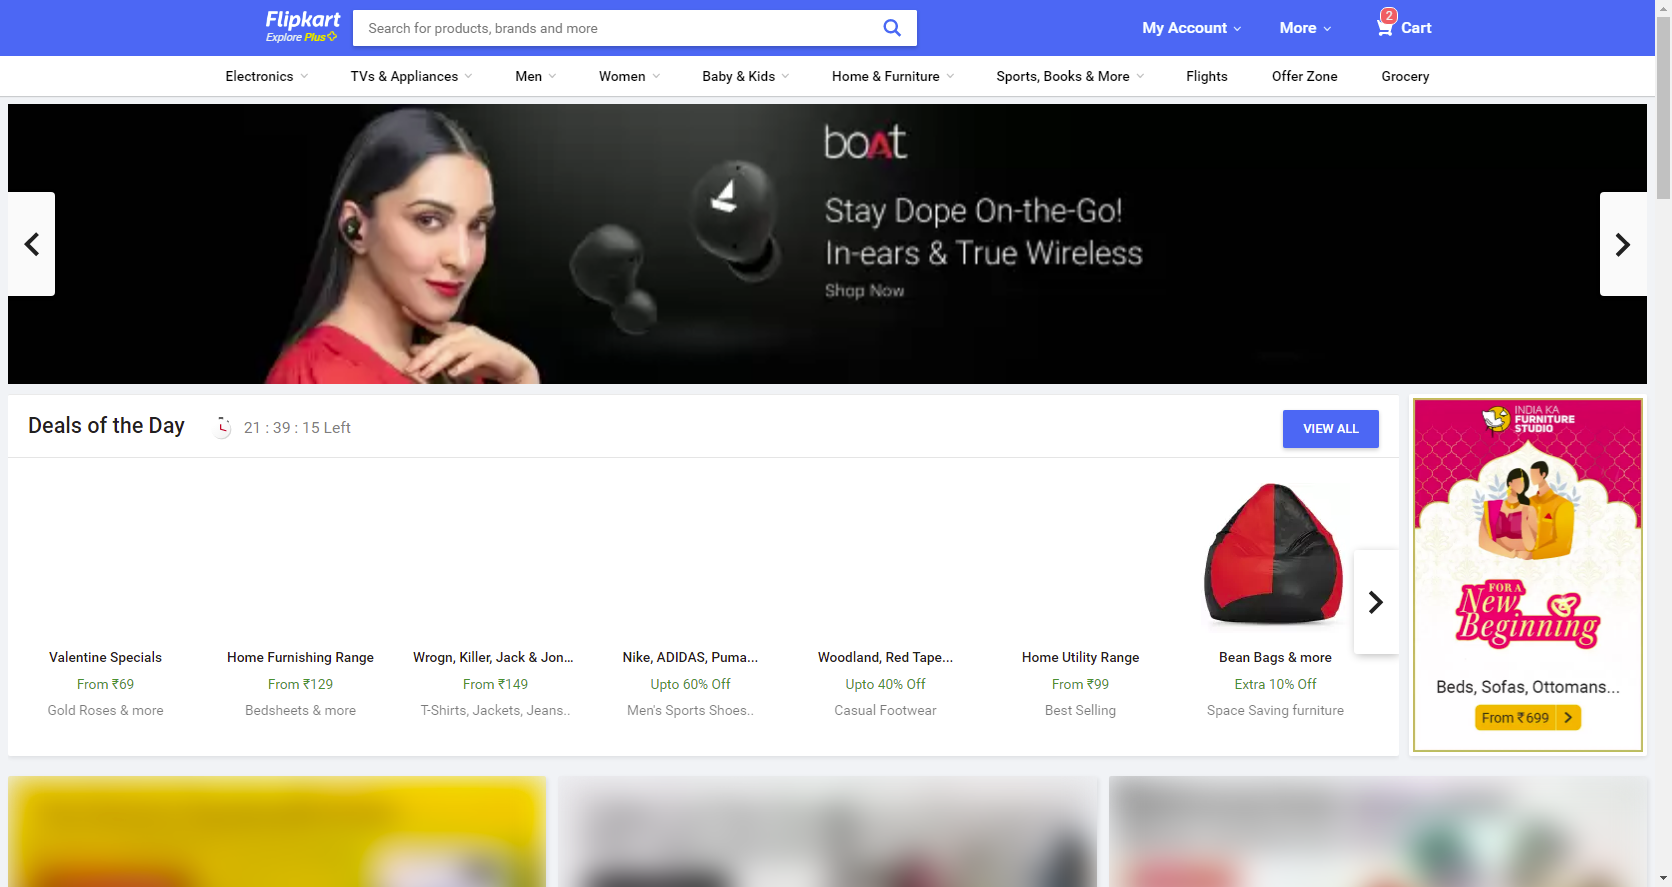 Flipkart
Explore Plus
Search for products, brands and more
My Account
More
2
Cart
Electronics
TVs & Appliances
Men
Women
Baby & Kids
Home & Furniture
Sports, Books & More
Flights
Offer Zone
Grocery
boAt
Stay Dope On-the-Go!
In-ears & True Wireless
Shop Now
Deals of the Day
21 : 39 : 15 Left
VIEW ALL
Valentine Specials
From ₹69
Gold Roses & more
Home Furnishing Range
From ₹129
Bedsheets & more
Wrogn, Killer, Jack & Jon...
From ₹149
T-Shirts, Jackets, Jeans..
Nike, ADIDAS, Puma...
Upto 60% Off
Men's Sports Shoes..
Woodland, Red Tape...
Upto 40% Off
Casual Footwear
Home Utility Range
From ₹99
Best Selling
Bean Bags & more
Extra 10% Off
Space Saving furniture
INDIA KA
FURNITURE
STUDIO
FOR A
New
Beginning
Beds, Sofas, Ottomans...
From ₹699